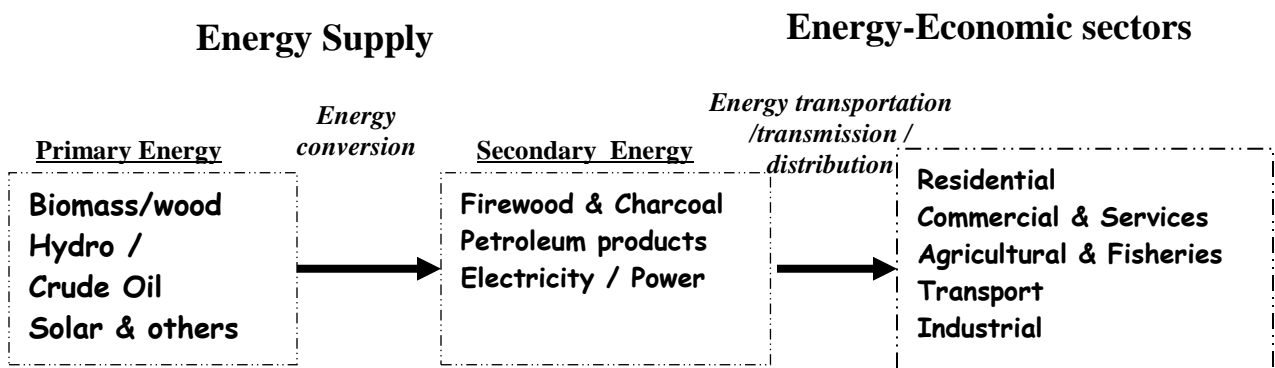 Energy Supply
Energy-Economic sectors
Primary Energy
Biomass/wood
Hydro /
Crude Oil
Solar & others
Energy
conversion
Secondary Energy
Firewood & Charcoal
Petroleum products
Electricity / Power
Energy transportation
/transmission /
distribution
Residential
Commercial & Services
Agricultural & Fisheries
Transport
Industrial